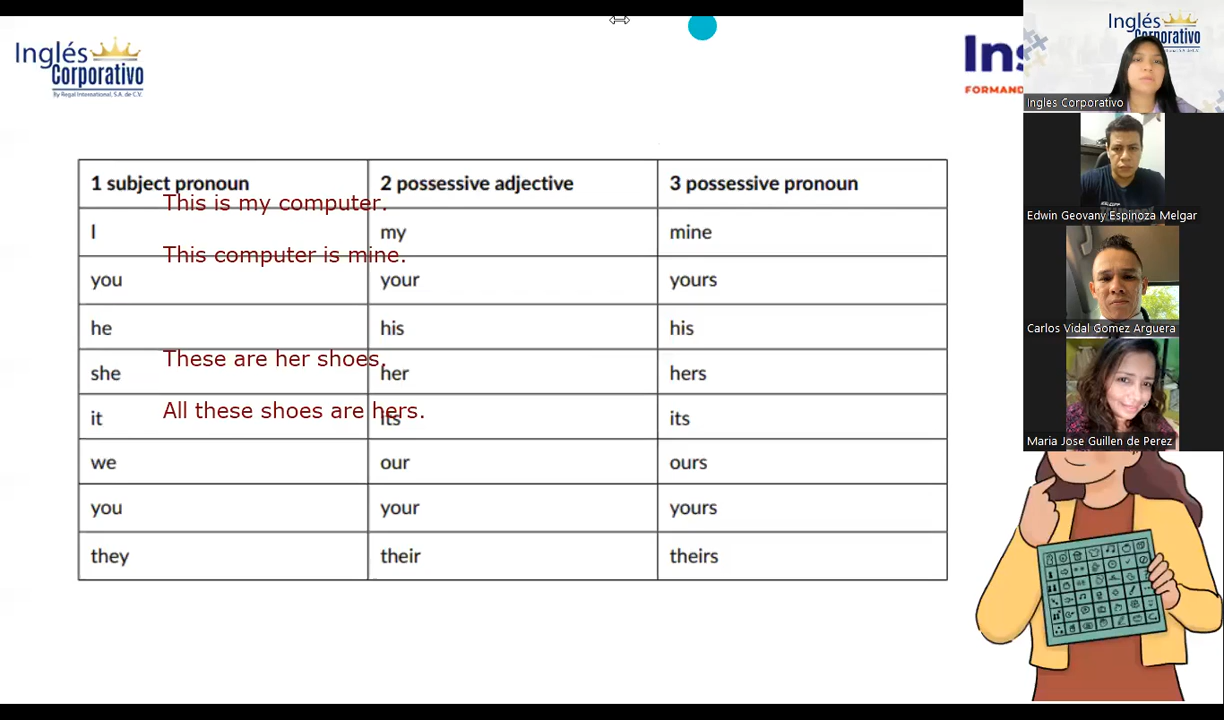 Inglés
Corporativo
By Regal International, S.A. de C.V.
Ins
FORMAND
1 subject pronoun 2 possessive adjective 3 possessive pronoun
This is my computer.
I my mine
This computer is mine.
you your yours
he his his
These are her shoes,
she her hers
All these shoes are hers.
it its its
we our ours
you your yours
they their theirs
Inglés
Corporativo
Ingles Corporativo
Edwin Geovany Espinoza Melgar
Carlos Vidal Gomez Arguera
Maria Jose Guillen de Perez